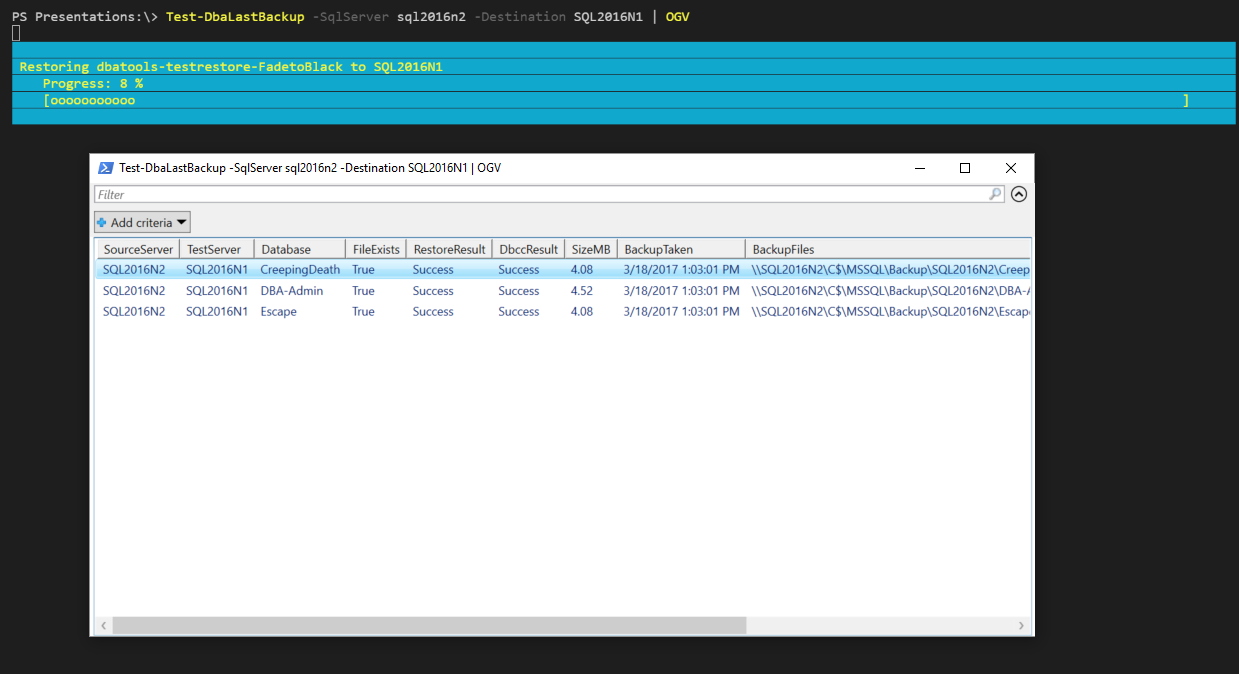 PS Presentations:\> Test-DbaLastBackup -SqlServer sql2016n2 -Destination SQL2016N1 | OGV
Restoring dbatools-testrestore-FadetoBlack to SQL2016N1
Progress: 8 %
[ooooooooooo ]
Test-DbaLastBackup -SqlServer sql2016n2 -Destination SQL2016N1 | OGV
Filter
Add criteria
SourceServer TestServer Database FileExists RestoreResult DbccResult SizeMB BackupTaken BackupFiles
SQL2016N2 SQL2016N1 CreepingDeath True Success Success 4.08 3/18/2017 1:03:01 PM \\SQL2016N2\C$\MSSQL\Backup\SQL2016N2\Creep
SQL2016N2 SQL2016N1 DBA-Admin True Success Success 4.52 3/18/2017 1:03:01 PM \\SQL2016N2\C$\MSSQL\Backup\SQL2016N2\DBA-A
SQL2016N2 SQL2016N1 Escape True Success Success 4.08 3/18/2017 1:03:01 PM \\SQL2016N2\C$\MSSQL\Backup\SQL2016N2\Escap